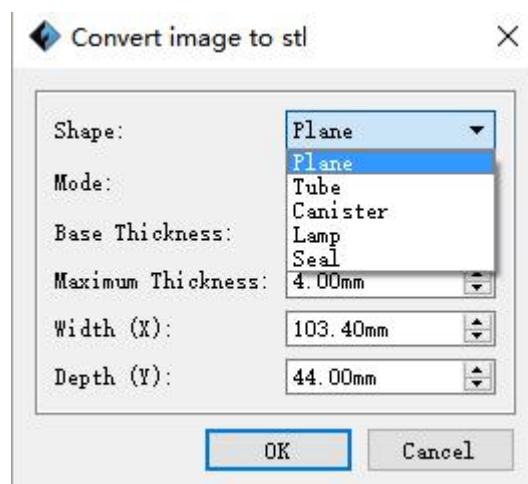 Convert image to stl
Shape: Plane
Plane
Mode:
Tube
Canister
Base Thickness:
Lamp
Seal
Maximum Thickness: 4.00mm
Width (X): 103.40mm
Depth (Y): 44.00mm
OK Cancel